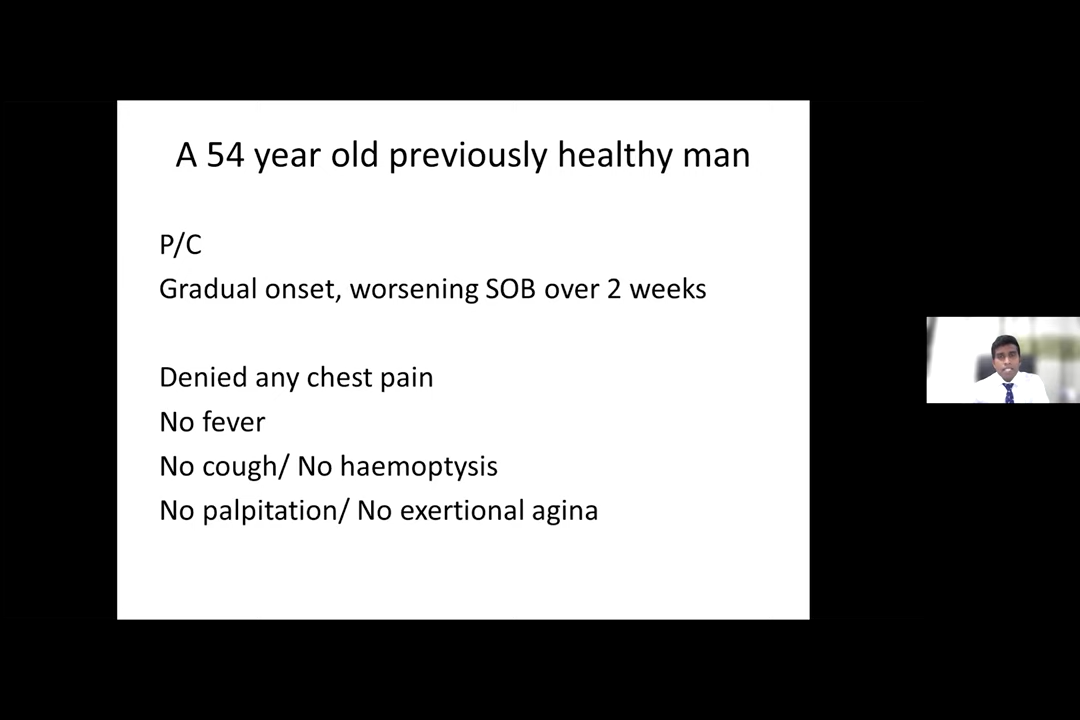 A 54 year old previously healthy man
P/C
Gradual onset, worsening SOB over 2 weeks
Denied any chest pain
No fever
No cough/ No haemoptysis
No palpitation/ No exertional agina